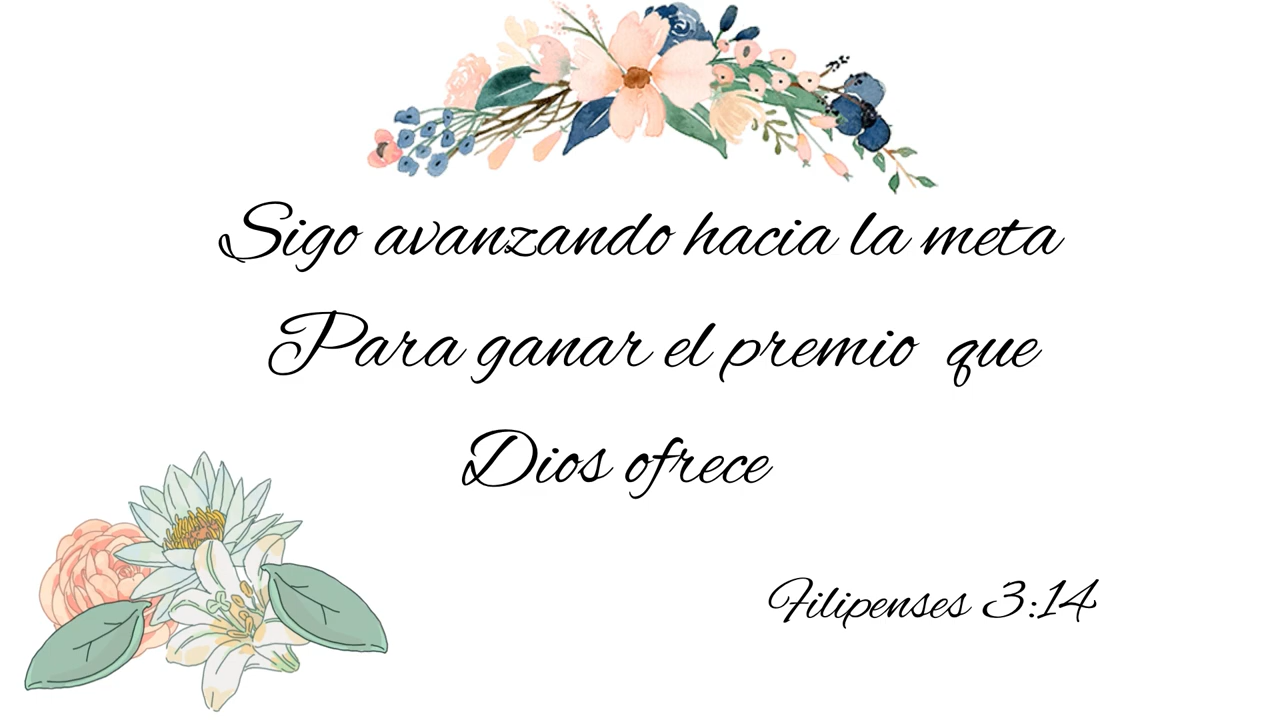 Sigo avanzando hacia la meta
Para ganar el premio que
Dios ofrece
Filipenses 3:14